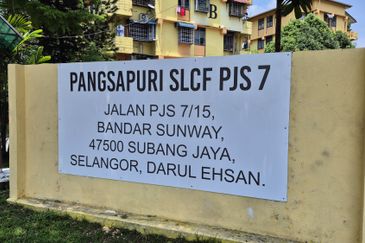 B
PANGSAPURI SLCF PJS 7
JALAN PJS 7/15,
BANDAR SUNWAY,
47500 SUBANG JAYA,
SELANGOR, DARUL EHSAN.